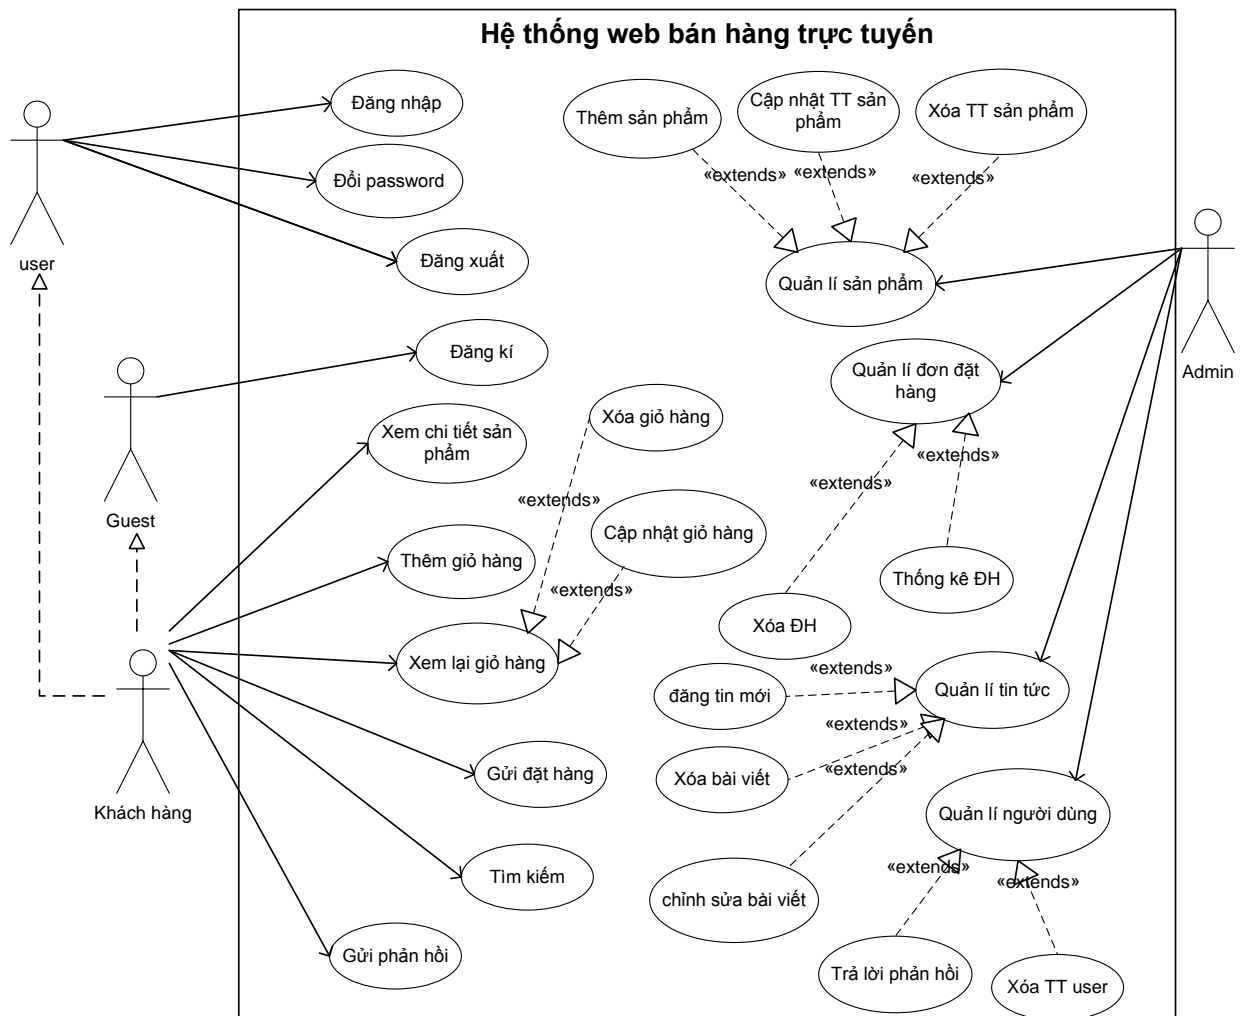 Hệ thống web bán hàng trực tuyến
Đăng nhập
Đổi password
Đăng xuất
user
Đăng kí
Guest
Xem chi tiết sản
phẩm
Thêm giỏ hàng
Xem lại giỏ hàng
Xóa giỏ hàng
«extends»
Cập nhật giỏ hàng
«extends»
Khách hàng
Gửi đặt hàng
Tìm kiếm
Gửi phản hồi
Thêm sản phẩm
Cập nhật TT sản
phẩm
Xóa TT sản phẩm
«extends»
«extends»
«extends»
Quản lí sản phẩm
Admin
Quản lí đơn đặt
hàng
«extends»
«extends»
Thống kê ĐH
Xóa ĐH
«extends»
đăng tin mới
Quản lí tin tức
«extends»
Xóa bài viết
«extends»
chỉnh sửa bài viết
Quản lí người dùng
«extends»
«extends»
Trả lời phản hồi
Xóa TT user